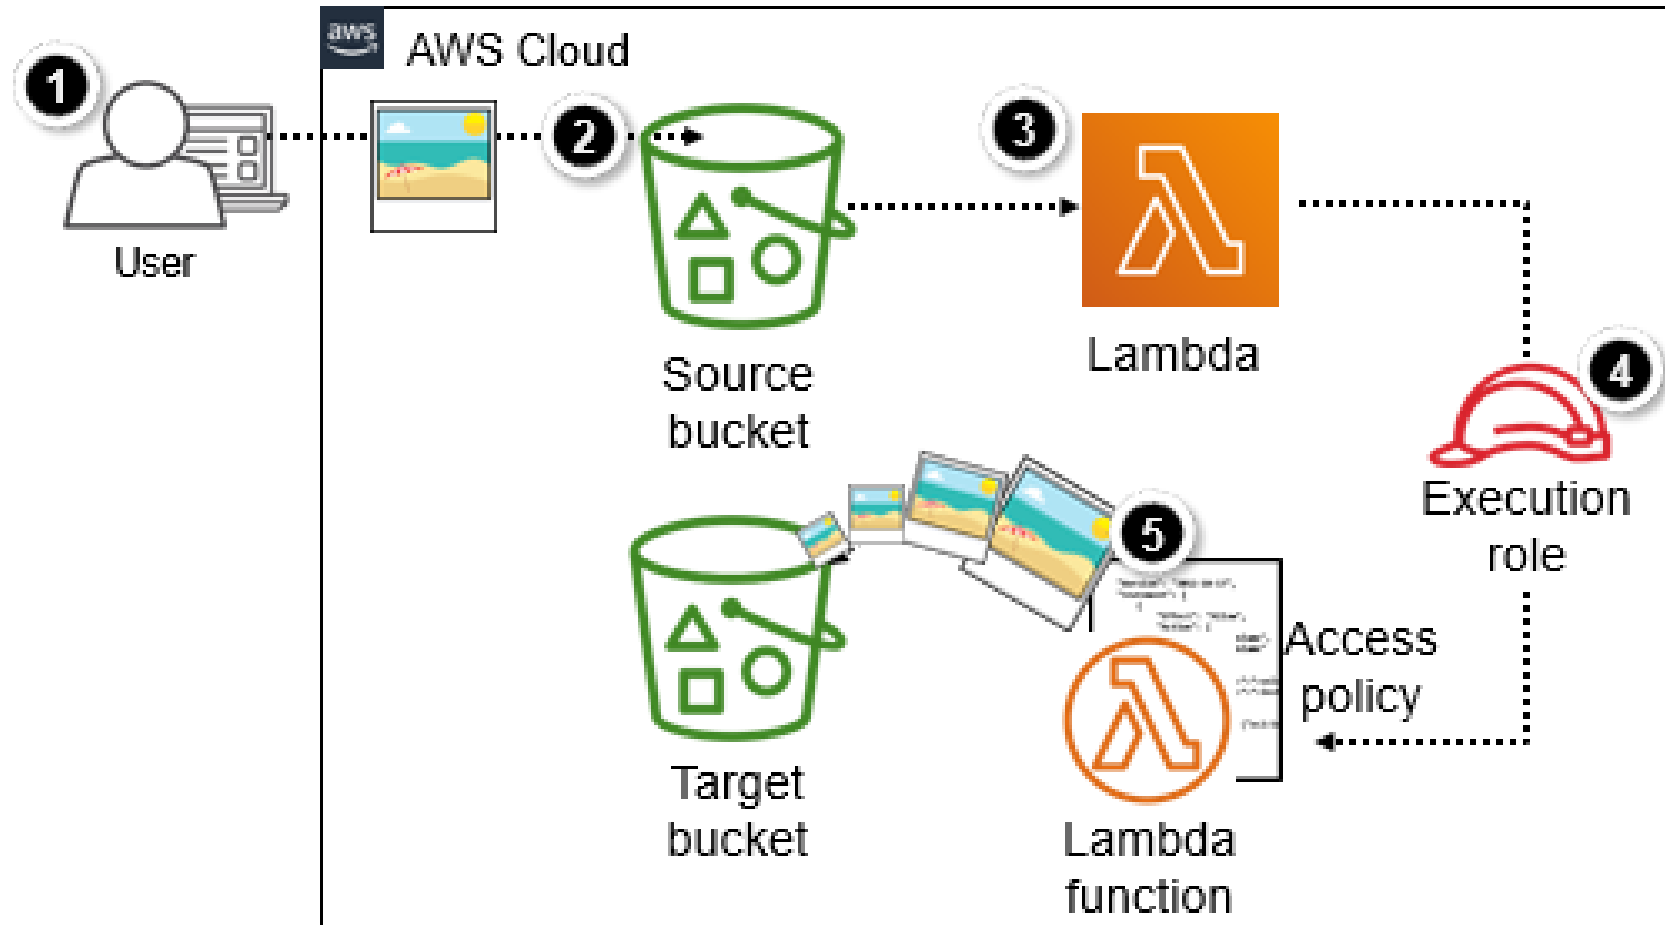 aws
AWS Cloud
1
2
3
User
Source
bucket
Lambda
4
Execution
role
5
Access
policy
Target
bucket
Lambda
function